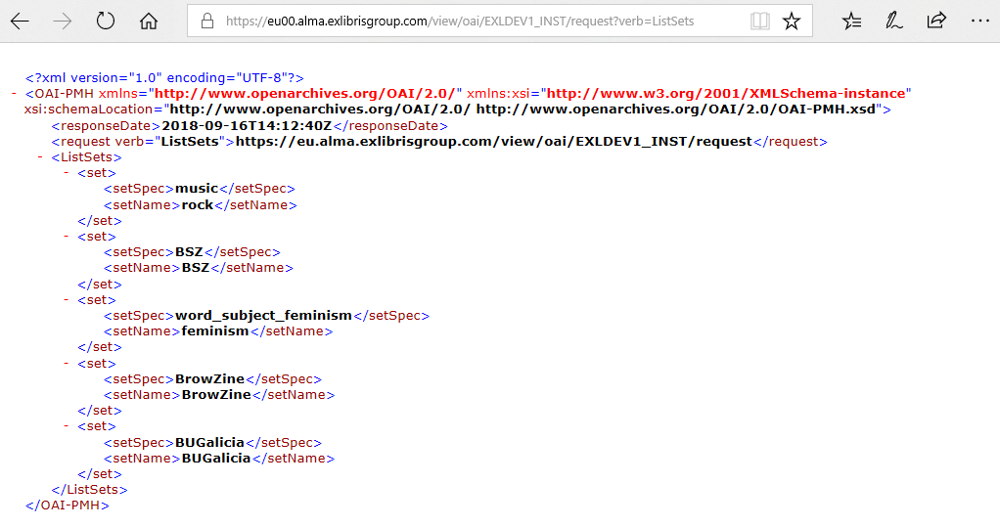 https://eu00.alma.exlibrisgroup.com/view/oai/EXLDEV1_INST/request?verb=ListSets
<?xml version="1.0" encoding="UTF-8"?>
- <OAI-PMH xmlns="http://www.openarchives.org/OAI/2.0/" xmlns:xsi="http://www.w3.org/2001/XMLSchema-instance"
xsi:schemaLocation="http://www.openarchives.org/OAI/2.0/ http://www.openarchives.org/OAI/2.0/OAI-PMH.xsd">
<responseDate>2018-09-16T14:12:40Z</responseDate>
<request verb="ListSets">https://eu.alma.exlibrisgroup.com/view/oai/EXLDEV1_INST/request</request>
- <ListSets>
- <set>
<setSpec>music</setSpec>
<setName>rock</setName>
</set>
- <set>
<setSpec>BSZ</setSpec>
<setName>BSZ</setName>
</set>
- <set>
<setSpec>word_subject_feminism</setSpec>
<setName>feminism</setName>
</set>
- <set>
<setSpec>BrowZine</setSpec>
<setName>BrowZine</setName>
</set>
- <set>
<setSpec>BUGalicia</setSpec>
<setName>BUGalicia</setName>
</set>
</ListSets>
</OAI-PMH>